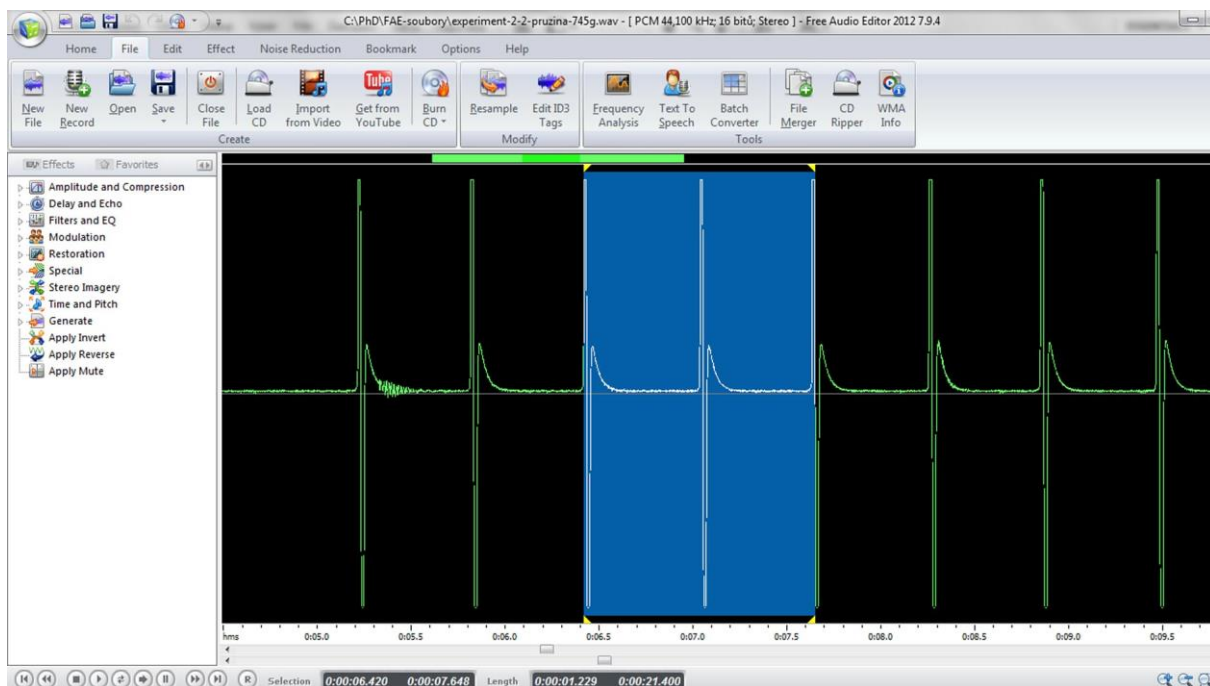 C:\PhD\FAE-soubory\experiment-2-2-pruzina-745g.wav - [ PCM 44,100 kHz; 16 bitů; Stereo ] - Free Audio Editor 2012 7.9.4
Home File Edit Effect Noise Reduction Bookmark Options Help
New File
New Record
Open
Save
Close File
Load CD
Import from Video
Get from YouTube
Burn CD
Resample
Edit ID3 Tags
Frequency Analysis
Text To Speech
Batch Converter
File Merger
CD Ripper
WMA Info
Create Modify Tools
Effects Favorites
Amplitude and Compression
Delay and Echo
Filters and EQ
Modulation
Restoration
Special
Stereo Imagery
Time and Pitch
Generate
Apply Invert
Apply Reverse
Apply Mute
hms 0:05.0 0:05.5 0:06.0 0:06.5 0:07.0 0:07.5 0:08.0 0:08.5 0:09.0 0:09.5
R Selection 0:00:06.420 0:00:07.648 Length 0:00:01.229 0:00:21.400